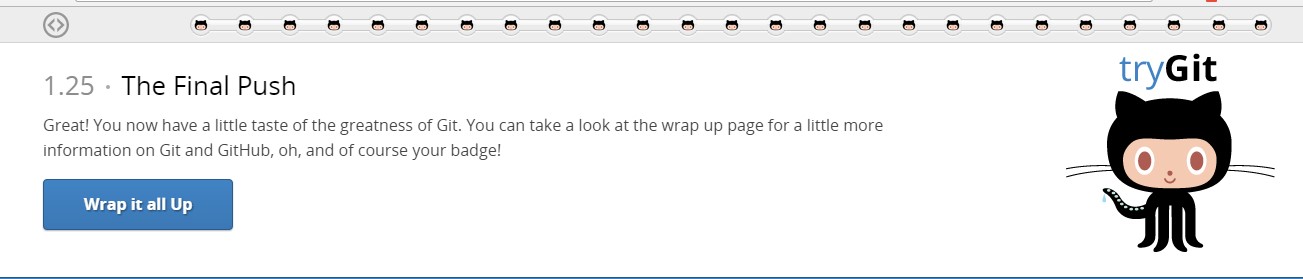 tryGit
1.25 · The Final Push
Great! You now have a little taste of the greatness of Git. You can take a look at the wrap up page for a little more
information on Git and GitHub, oh, and of course your badge!
Wrap it all Up